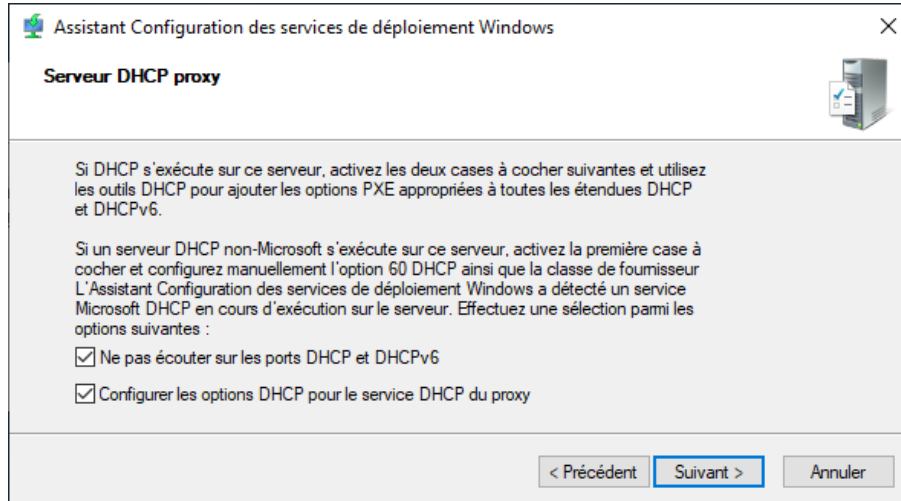 Assistant Configuration des services de déploiement Windows
Serveur DHCP proxy
Si DHCP s'exécute sur ce serveur, activez les deux cases à cocher suivantes et utilisez
les outils DHCP pour ajouter les options PXE appropriées à toutes les étendues DHCP
et DHCPv6.
Si un serveur DHCP non-Microsoft s'exécute sur ce serveur, activez la première case à
cocher et configurez manuellement l'option 60 DHCP ainsi que la classe de fournisseur
L'Assistant Configuration des services de déploiement Windows a détecté un service
Microsoft DHCP en cours d'exécution sur le serveur. Effectuez une sélection parmi les
options suivantes :
Ne pas écouter sur les ports DHCP et DHCPv6
Configurer les options DHCP pour le service DHCP du proxy
< Précédent Suivant > Annuler